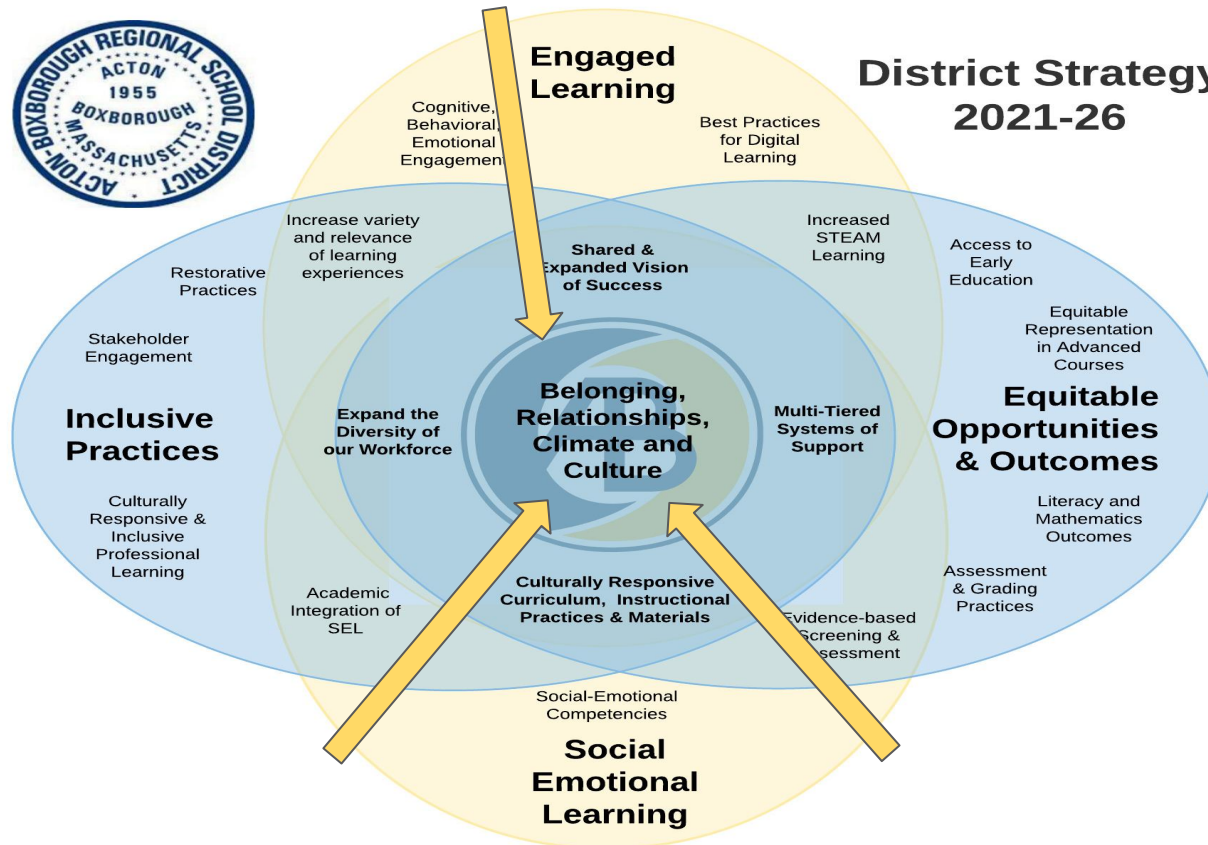 ACTON-BOXBOROUGH REGIONAL SCHOOL DISTRICT
ACTON
1955
BOXBOROUGH
MASSACHUSETTS
District Strategy
2021-26
Engaged
Learning
Cognitive,
Behavioral,
Emotional
Engagement
Best Practices
for Digital
Learning
Increase variety
and relevance
of learning
experiences
Increased
STEAM
Learning
Restorative
Practices
Stakeholder
Engagement
Inclusive
Practices
Culturally
Responsive &
Inclusive
Professional
Learning
Shared &
Expanded Vision
of Success
Expand the
Diversity of
our Workforce
AB
Belonging,
Relationships,
Climate and
Culture
Multi-Tiered
Systems of
Support
Culturally Responsive
Curriculum, Instructional
Practices & Materials
Access to
Early
Education
Equitable
Representation
in Advanced
Courses
Equitable
Opportunities
& Outcomes
Literacy and
Mathematics
Outcomes
Assessment
& Grading
Practices
Academic
Integration of
SEL
Evidence-based
Screening &
Assessment
Social-Emotional
Competencies
Social
Emotional
Learning